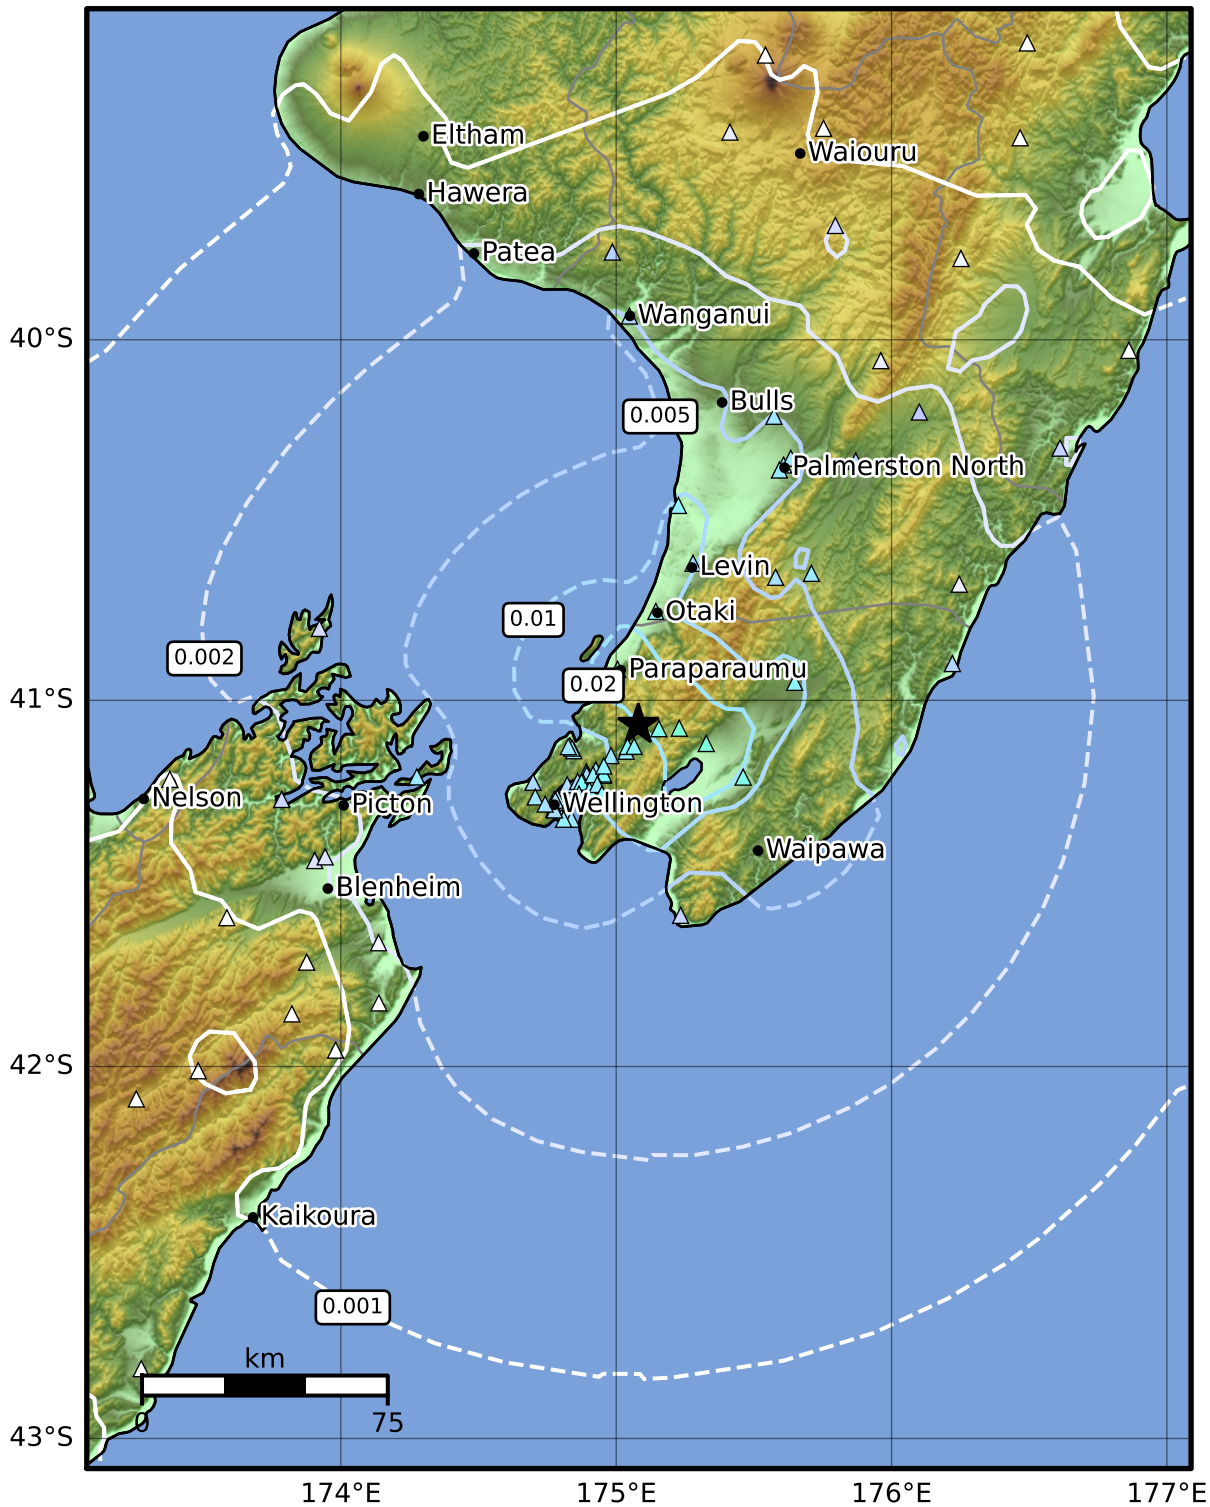 Eltham
Waiouru
Hawera
Patea
Wanganui
40°S
Bulls
0.005
Palmerston North
Levin
Otaki
0.01
0.002
Paraparaumu
0.02
41°S
Nelson
Picton
Wellington
Waipawa
Blenheim
42°S
Kaikoura
0.001
km
0
75
43°S
174°E
175°E
176°E
177°E